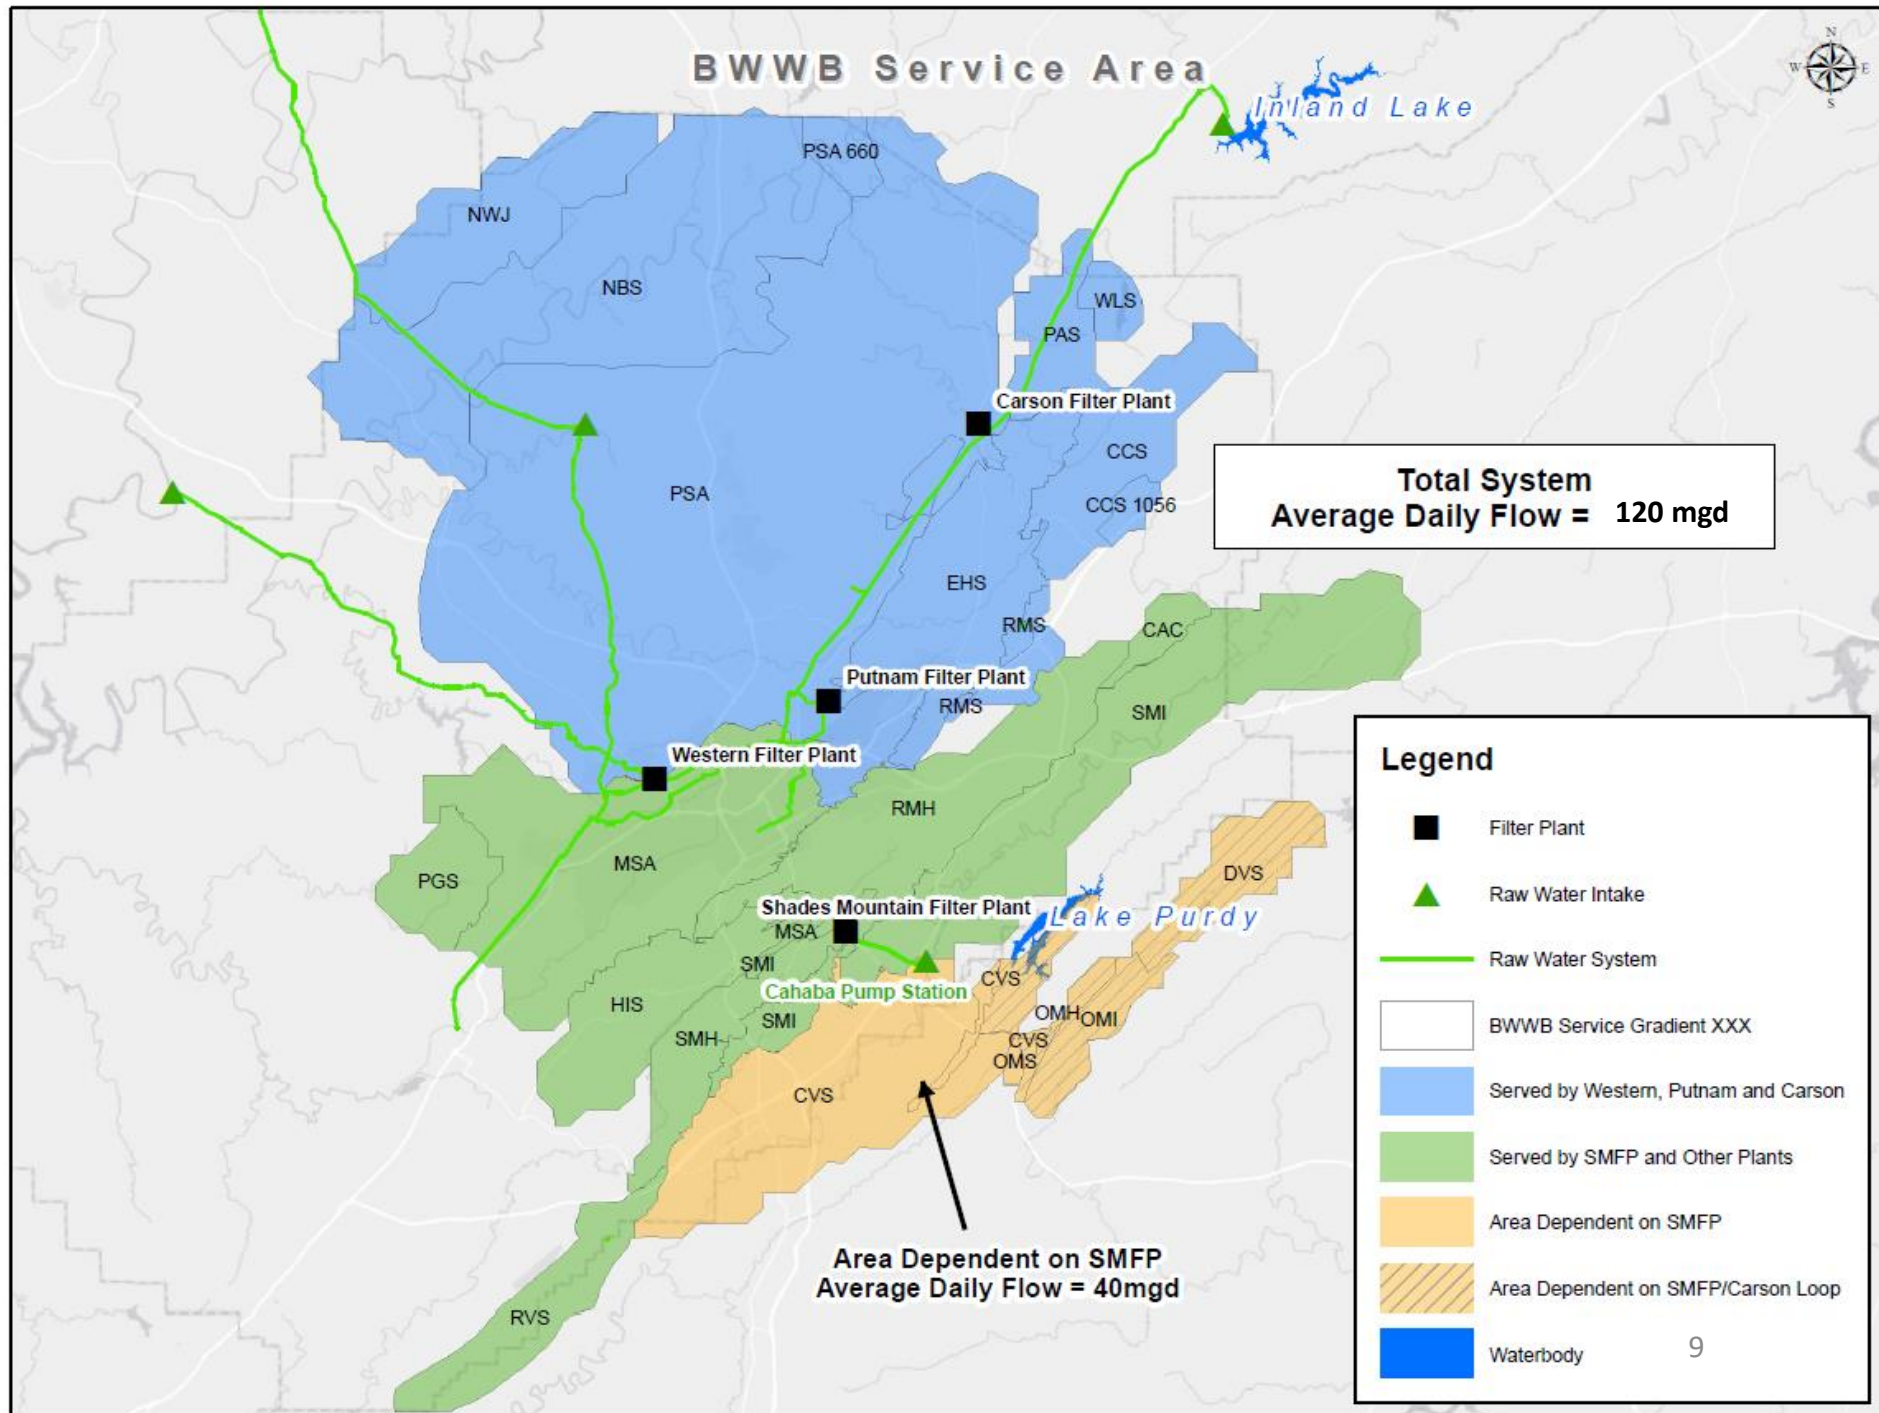 BWWB Service Area
N
W
E
S
Inland Lake
PSA 660
NWJ
NBS
WLS
PAS
Carson Filter Plant
CCS
PSA
CCS 1056
Total System
Average Daily Flow = 120 mgd
EHS
RMS
CAC
Putnam Filter Plant
RMS
SMI
Western Filter Plant
RMH
MSA
PGS
DVS
Shades Mountain Filter Plant
MSA
Lake Purdy
SMI
CVS
Cahaba Pump Station
HIS
SMI
OMH
OMI
SMH
CVS
OMS
CVS
Area Dependent on SMFP
Average Daily Flow = 40mgd
RVS
Legend
Filter Plant
Raw Water Intake
Raw Water System
BWWB Service Gradient XXX
Served by Western, Putnam and Carson
Served by SMFP and Other Plants
Area Dependent on SMFP
Area Dependent on SMFP/Carson Loop
Waterbody
9